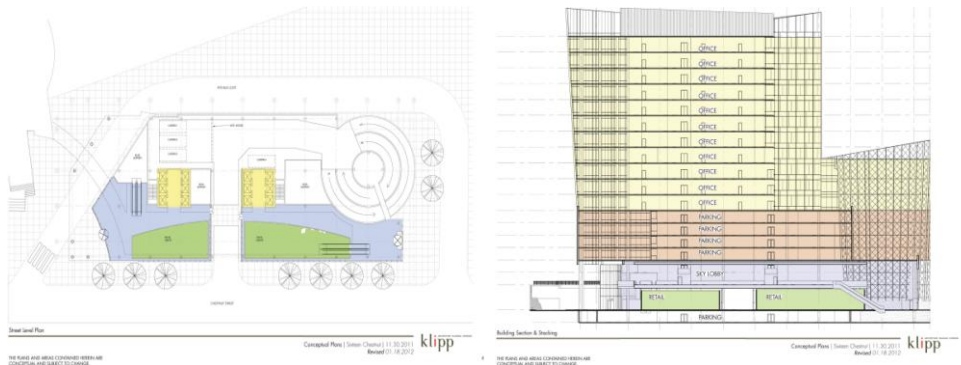 RETAIL
RETAIL
Street Level Plan
Conceptual Plans | Sixteen Chestnut | 11.30.2011
Revised 01.18.2012
klipp
THE PLANS AND AREAS CONTAINED HEREIN ARE
CONCEPTUAL AND SUBJECT TO CHANGE
OFFICE
OFFICE
OFFICE
OFFICE
OFFICE
OFFICE
OFFICE
OFFICE
OFFICE
OFFICE
OFFICE
PARKING
PARKING
PARKING
PARKING
SKY LOBBY
RETAIL
RETAIL
PARKING
Building Section & Stacking
Conceptual Plans | Sixteen Chestnut | 11.30.2011
Revised 01.18.2012
klipp
THE PLANS AND AREAS CONTAINED HEREIN ARE
CONCEPTUAL AND SUBJECT TO CHANGE